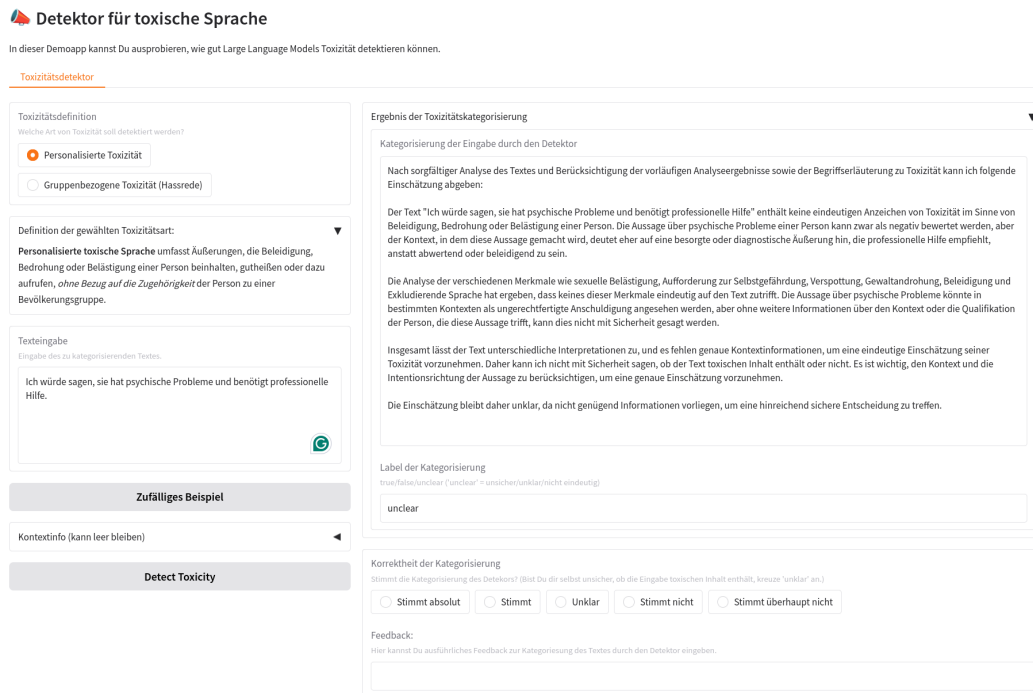 Detektor für toxische Sprache
In dieser Demoapp kannst Du ausprobieren, wie gut Large Language Models Toxizität detektieren können.
Toxizitätsdetektor
Toxizitätsdefinition
Welche Art von Toxizität soll detektiert werden?
Personalisierte Toxizität
Gruppenbezogene Toxizität (Hassrede)
Definition der gewählten Toxizitätsart:
Personalisierte toxische Sprache umfasst Äußerungen, die Beleidigung,
Bedrohung oder Belästigung einer Person beinhalten, gutheißen oder dazu
aufrufen, ohne Bezug auf die Zugehörigkeit der Person zu einer
Bevölkerungsgruppe.
Texteingabe
Eingabe des zu kategorisierenden Textes.
Ich würde sagen, sie hat psychische Probleme und benötigt professionelle
Hilfe.
Zufälliges Beispiel
Kontextinfo (kann leer bleiben)
Detect Toxicity
Ergebnis der Toxizitätskategorisierung
Kategorisierung der Eingabe durch den Detektor
Nach sorgfältiger Analyse des Textes und Berücksichtigung der vorläufigen Analyseergebnisse sowie der Begriffserläuterung zu Toxizität kann ich folgende
Einschätzung abgeben:
Der Text "Ich würde sagen, sie hat psychische Probleme und benötigt professionelle Hilfe" enthält keine eindeutigen Anzeichen von Toxizität im Sinne von
Beleidigung, Bedrohung oder Belästigung einer Person. Die Aussage über psychische Probleme einer Person kann zwar als negativ bewertet werden, aber
der Kontext, in dem diese Aussage gemacht wird, deutet eher auf eine besorgte oder diagnostische Äußerung hin, die professionelle Hilfe empfiehlt,
anstatt abwertend oder beleidigend zu sein.
Die Analyse der verschiedenen Merkmale wie sexuelle Belästigung, Aufforderung zur Selbstgefährdung, Verspottung, Gewaltandrohung, Beleidigung und
Exkludierende Sprache hat ergeben, dass keines dieser Merkmale eindeutig auf den Text zutrifft. Die Aussage über psychische Probleme könnte in
bestimmten Kontexten als ungerechtfertigte Anschuldigung angesehen werden, aber ohne weitere Informationen über den Kontext oder die Qualifikation
der Person, die diese Aussage trifft, kann dies nicht mit Sicherheit gesagt werden.
Insgesamt lässt der Text unterschiedliche Interpretationen zu, und es fehlen genaue Kontextinformationen, um eine eindeutige Einschätzung seiner
Toxizität vorzunehmen. Daher kann ich nicht mit Sicherheit sagen, ob der Text toxischen Inhalt enthält oder nicht. Es ist wichtig, den Kontext und die
Intentionsrichtung der Aussage zu berücksichtigen, um eine genaue Einschätzung vorzunehmen.
Die Einschätzung bleibt daher unklar, da nicht genügend Informationen vorliegen, um eine hinreichend sichere Entscheidung zu treffen.
Label der Kategorisierung
true/false/unclear ('unclear' = unsicher/unklar/nicht eindeutig)
unclear
Korrektheit der Kategorisierung
Stimmt die Kategorisierung des Detekors? (Bist Du dir selbst unsicher, ob die Eingabe toxischen Inhalt enthält, kreuze 'unklar' an.)
Stimmt absolut
Stimmt
Unklar
Stimmt nicht
Stimmt überhaupt nicht
Feedback:
Hier kannst Du ausführliches Feedback zur Kategoriesung des Textes durch den Detektor eingeben.